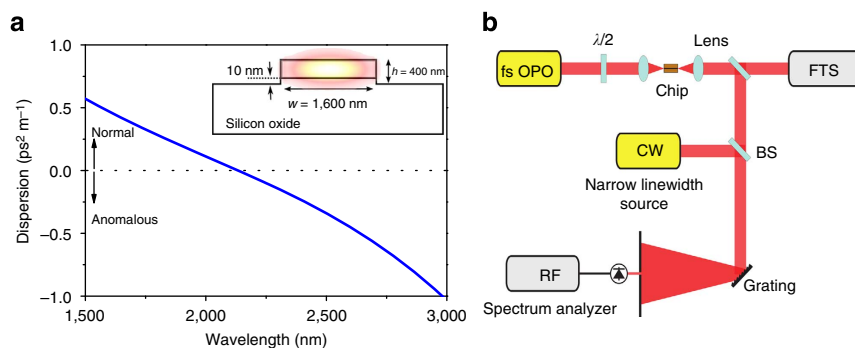 a
Dispersion (ps² m⁻¹)
1.0
0.5
0.0
−0.5
−1.0
Normal
Anomalous
10 nm
h = 400 nm
w = 1,600 nm
Silicon oxide
1,500
2,000
2,500
3,000
Wavelength (nm)
b
fs OPO
λ/2
Lens
Chip
FTS
CW
BS
Narrow linewidth
source
RF
Spectrum analyzer
Grating